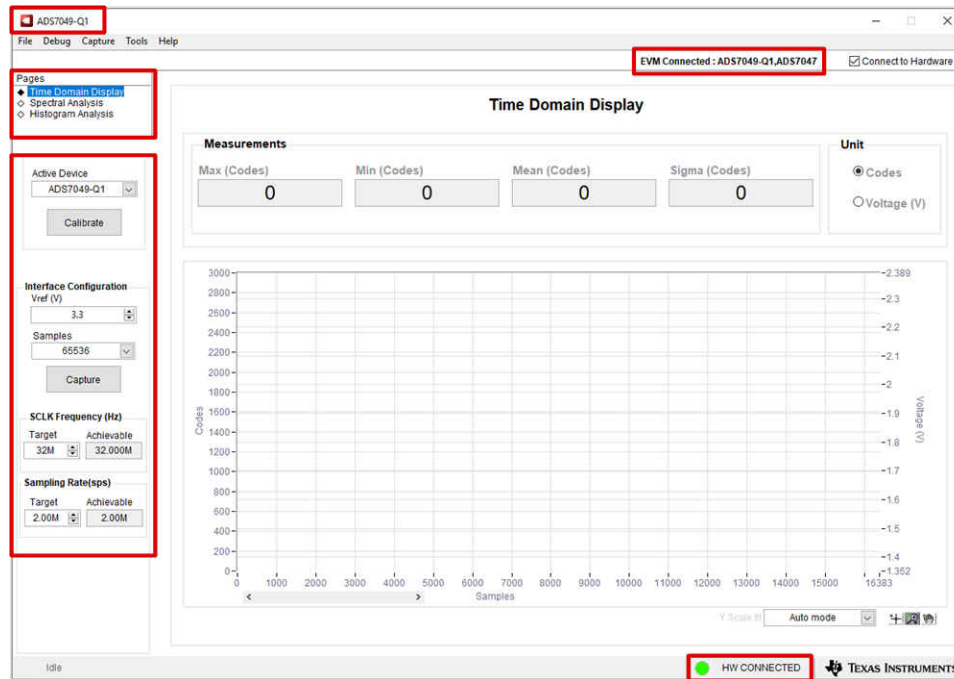 ADS7049-Q1
File Debug Capture Tools Help
EVM Connected : ADS7049-Q1,ADS7047
Connect to Hardware
Pages
Time Domain Display
Spectral Analysis
Histogram Analysis
Time Domain Display
Measurements
Max (Codes) Min (Codes) Mean (Codes) Sigma (Codes)
0 0 0 0
Unit
Codes
Voltage (V)
Active Device
ADS7049-Q1
Calibrate
Interface Configuration
Vref (V)
3.3
Samples
65536
Capture
SCLK Frequency (Hz)
Target Achievable
32M 32.000M
Sampling Rate(sps)
Target Achievable
2.00M 2.00M
Codes
3000
2800
2600
2400
2200
2000
1800
1600
1400
1200
1000
800
600
400
200
0
2.389
2.3
2.2
2.1
2
1.9
1.8
1.7
1.6
1.5
1.4
1.352
Voltage (V)
0 1000 2000 3000 4000 5000 6000 7000 8000 9000 10000 11000 12000 13000 14000 15000 16383
Samples
Y Scale fit Auto mode
Idle
HW CONNECTED
TEXAS INSTRUMENTS